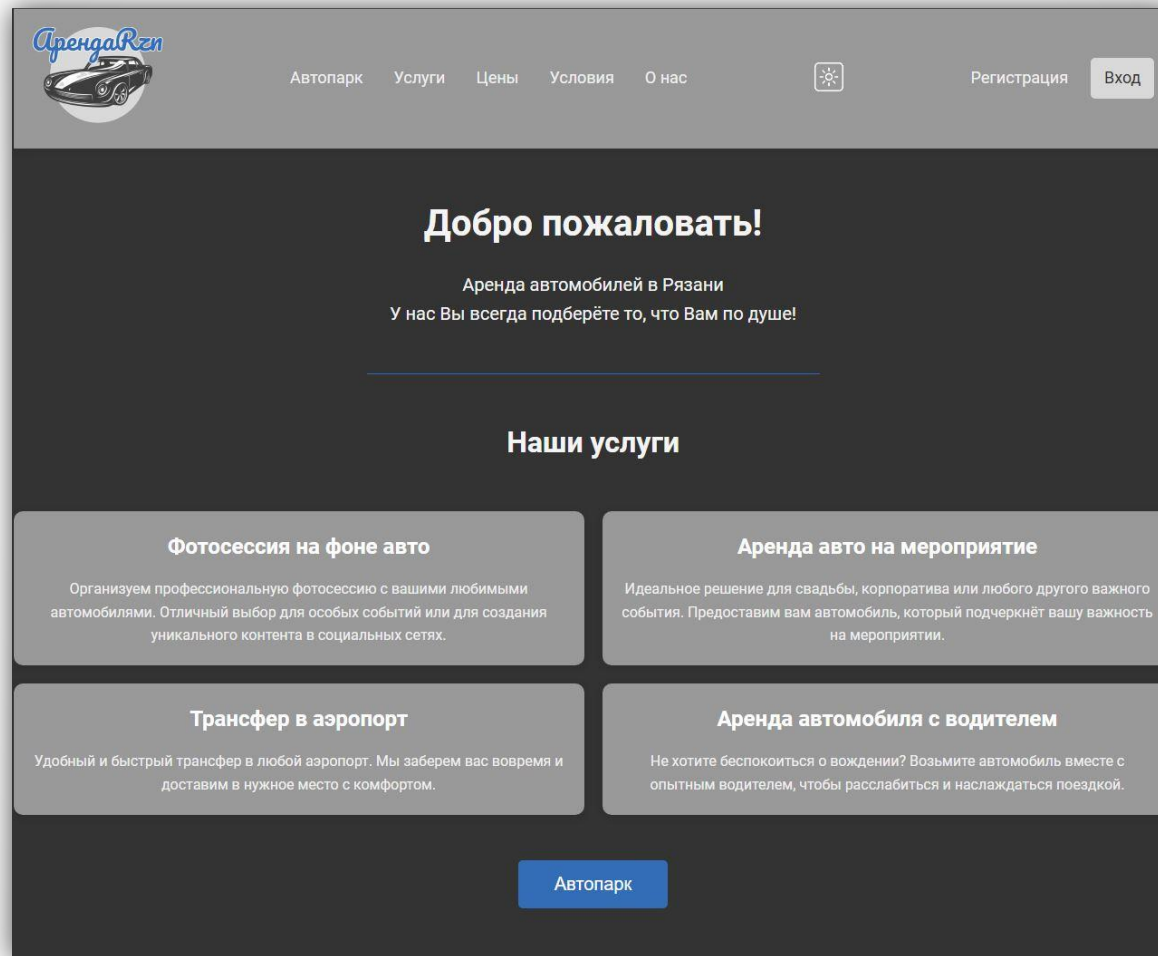 АрендаRzn
Автопарк Услуги Цены Условия О нас Регистрация Вход
Добро пожаловать!
Аренда автомобилей в Рязани
У нас Вы всегда подберёте то, что Вам по душе!
Наши услуги
Фотосессия на фоне авто
Организуем профессиональную фотосессию с вашими любимыми
автомобилями. Отличный выбор для особых событий или для создания
уникального контента в социальных сетях.
Аренда авто на мероприятие
Идеальное решение для свадьбы, корпоратива или любого другого важного
события. Предоставим вам автомобиль, который подчеркнёт вашу важность
на мероприятии.
Трансфер в аэропорт
Удобный и быстрый трансфер в любой аэропорт. Мы заберем вас вовремя и
доставим в нужное место с комфортом.
Аренда автомобиля с водителем
Не хотите беспокоиться о вождении? Возьмите автомобиль вместе с
опытным водителем, чтобы расслабиться и наслаждаться поездкой.
Автопарк